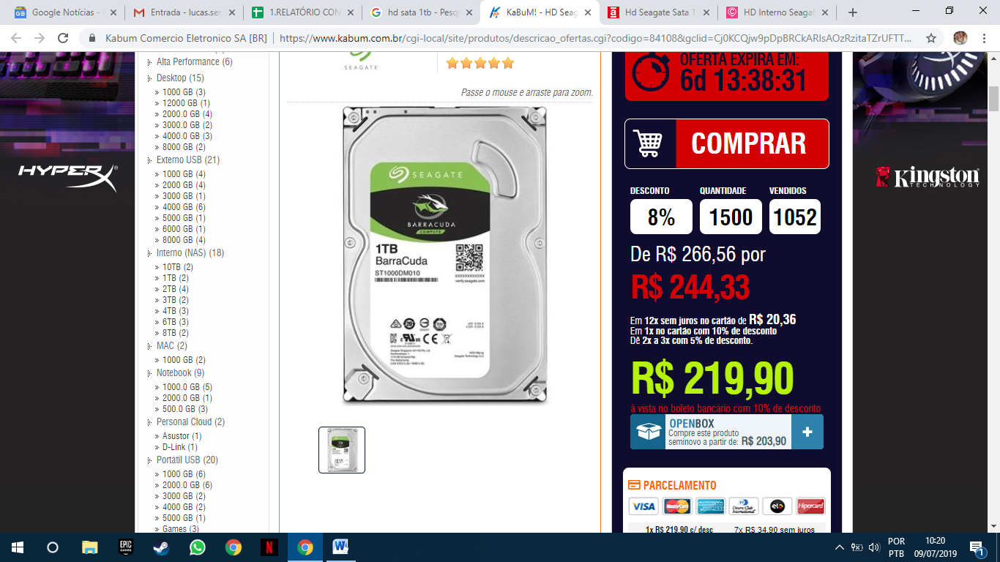 Google Notícias -
Entrada - lucas.ser
1.RELATÓRIO CON
hd sata 1tb - Pesqu
KaBuM! - HD Seag
Hd Seagate Sata 1
HD Interno Seagat
Kabum Comercio Eletronico SA [BR] | https://www.kabum.com.br/cgi-local/site/produtos/descricao_ofertas.cgi?codigo=84108&gclid=Cj0KCQjw9pDpBRCkARIsAOzRzitaTZrUFTT...
Alta Performance (6)
Desktop (15)
» 1000 GB (3)
» 12000 GB (1)
» 2000.0 GB (4)
» 3000.0 GB (2)
» 4000.0 GB (3)
» 8000 GB (2)
Externo USB (21)
» 1000 GB (4)
» 2000 GB (4)
» 3000 GB (1)
» 4000 GB (6)
» 5000 GB (1)
» 6000 GB (1)
» 8000 GB (4)
Interno (NAS) (18)
» 10TB (2)
» 1TB (2)
» 2TB (4)
» 3TB (2)
» 4TB (3)
» 6TB (3)
» 8TB (2)
MAC (2)
» 1000 GB (2)
Notebook (9)
» 1000.0 GB (5)
» 2000.0 GB (1)
» 500.0 GB (3)
Personal Cloud (2)
» Asustor (1)
» D-Link (1)
Portátil USB (20)
» 1000 GB (6)
» 2000.0 GB (6)
» 3000 GB (2)
» 4000 GB (2)
» 5000 GB (1)
» Games (3)
HYPERX
SEAGATE
Passe o mouse e arraste para zoom.
SEAGATE
BARRACUDA
COMPUTE
1TB
BarraCuda
ST1000DM010
verify.seagate.com
OFERTA EXPIRA EM:
6d 13:38:31
COMPRAR
DESCONTO QUANTIDADE VENDIDOS
8% 1500 1052
De R$ 266,56 por
R$ 244,33
Em 12x sem juros no cartão de R$ 20,36
Em 1x no cartão com 10% de desconto
Dê 2x a 3x com 5% de desconto.
R$ 219,90
à vista no boleto bancário com 10% de desconto
OPENBOX
Compre este produto
seminovo a partir de: R$ 203,90
+
PARCELAMENTO
VISA MasterCard Diners Club International elo Hipercard
1x R$ 219,90 c/ desc 7x R$ 34,90 sem juros
Kingston
TECHNOLOGY
EPIC GAMES
N
W
POR
PTB
10:20
09/07/2019
1